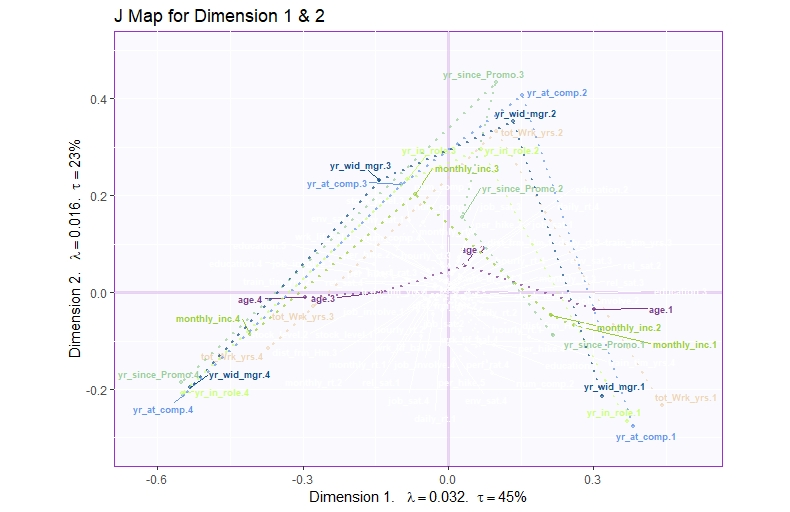 J Map for Dimension 1 & 2
yr_since_Promo.3
yr_at_comp.2
yr_wid_mgr.2
tot_Wrk_yrs.2
yr_in_role.2
monthly_inc.3
yr_wid_mgr.3
yr_at_comp.3
yr_since_Promo.2
age.2
age.4
age.3
age.1
monthly_inc.4
tot_Wrk_yrs.3
monthly_inc.2
yr_since_Promo.1
monthly_inc.1
tot_Wrk_yrs.4
yr_since_Promo.4
yr_wid_mgr.4
yr_in_role.4
yr_at_comp.4
yr_wid_mgr.1
tot_Wrk_yrs.1
yr_in_role.1
yr_at_comp.1
0.4
0.2
0.0
-0.2
-0.6
-0.3
0.0
0.3
Dimension 2. λ=0.016. τ=23%
Dimension 1. λ=0.032. τ=45%